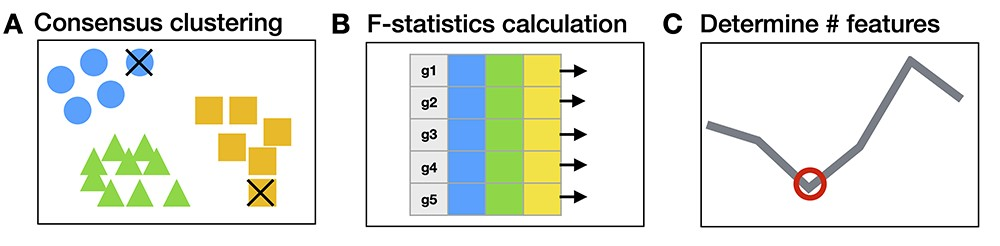 A Consensus clustering
B F-statistics calculation
g1
g2
g3
g4
g5
C Determine # features